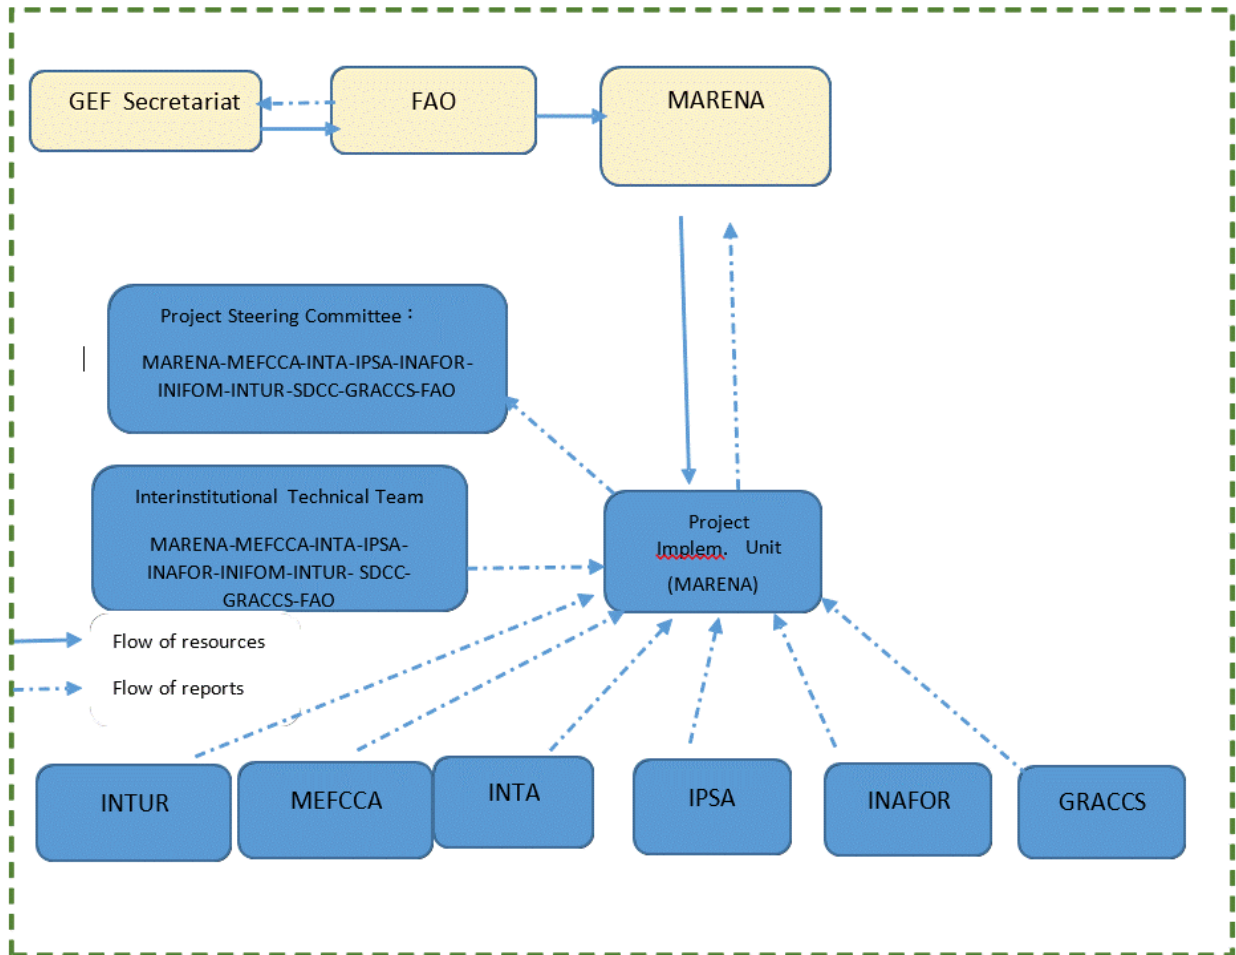 GEF Secretariat
FAO
MARENA
Project Steering Committee :
MARENA-MEFCCA-INTA-IPSA-INAFOR-
INIFOM-INTUR-SDCC-GRACCS-FAO
Interinstitutional Technical Team
MARENA-MEFCCA-INTA-IPSA-
INAFOR-INIFOM-INTUR- SDCC-
GRACCS-FAO
Project
Implem. Unit
(MARENA)
Flow of resources
Flow of reports
INTUR
MEFCCA
INTA
IPSA
INAFOR
GRACCS